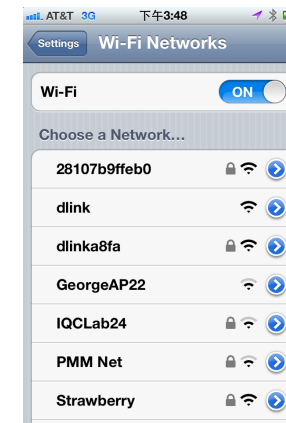 AT&T 3G 下午3:48
Settings Wi-Fi Networks
Wi-Fi ON
Choose a Network...
28107b9ffeb0
dlink
dlinka8fa
GeorgeAP22
IQCLab24
PMM Net
Strawberry